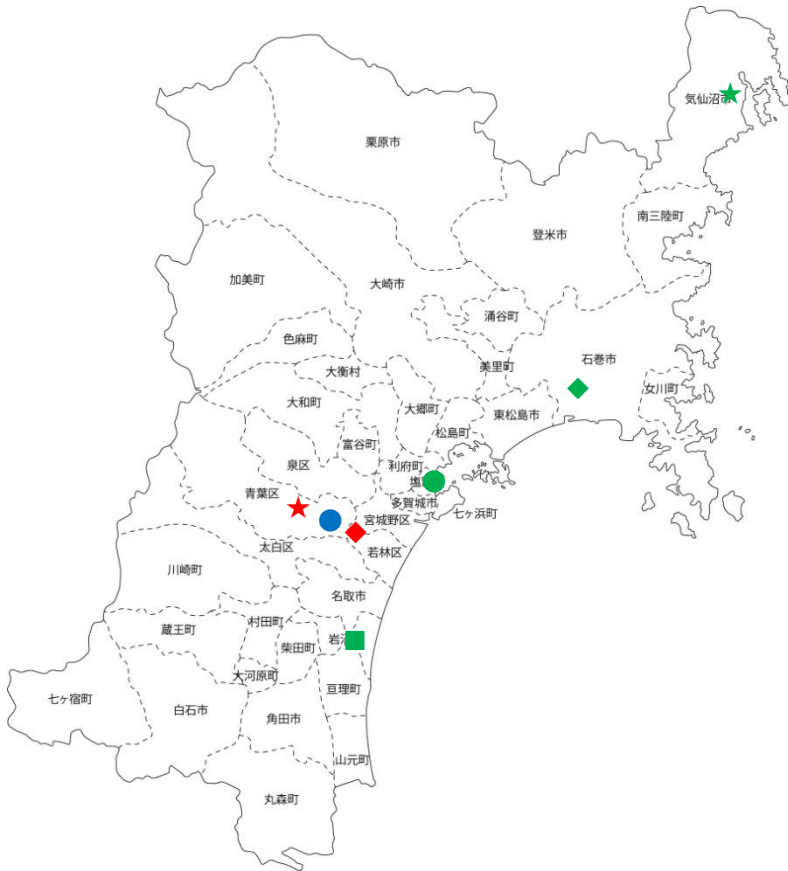 気仙沼市
栗原市
南三陸町
登米市
加美町
大崎市
涌谷町
色麻町
石巻市
美里町
大衡村
女川町
大和町
大郷町
東松島市
松島町
富谷町
泉区
利府町
塩
青葉区
多賀城市
七ヶ浜町
宮城野区
太白区
若林区
川崎町
名取市
村田町
蔵王町
岩
柴田町
大河原町
亘理町
七ヶ宿町
白石市
角田市
山元町
丸森町